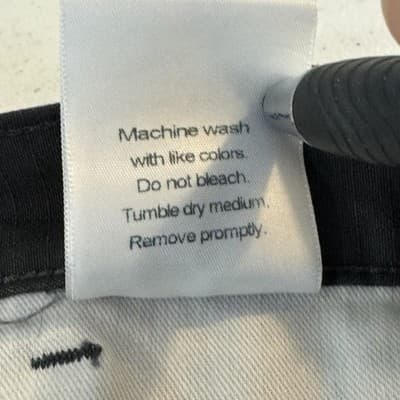 Machine wash
with like colors.
Do not bleach.
Tumble dry medium.
Remove promptly.